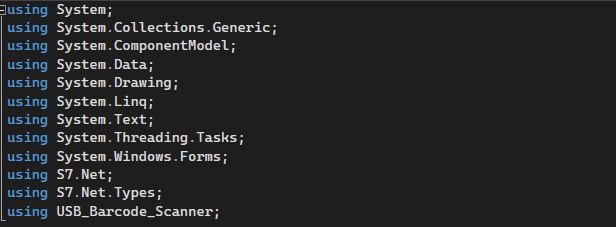 using System;
using System.Collections.Generic;
using System.ComponentModel;
using System.Data;
using System.Drawing;
using System.Linq;
using System.Text;
using System.Threading.Tasks;
using System.Windows.Forms;
using S7.Net;
using S7.Net.Types;
using USB_Barcode_Scanner;